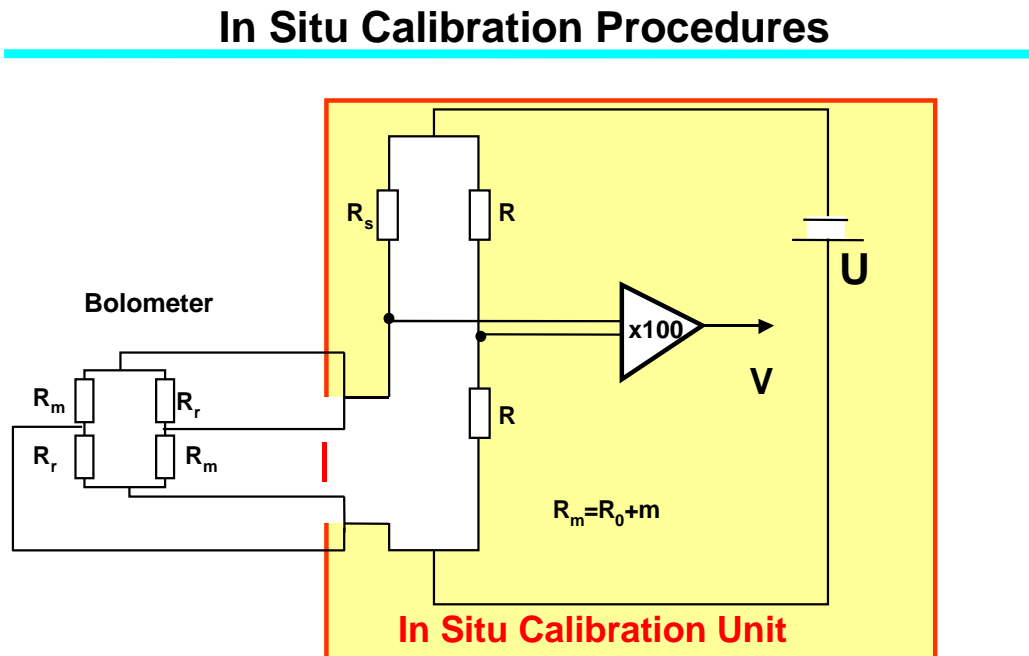 In Situ Calibration Procedures
Rs R
U
Bolometer
x100
V
Rm Rr
R
Rr Rm
Rm=R0+m
In Situ Calibration Unit